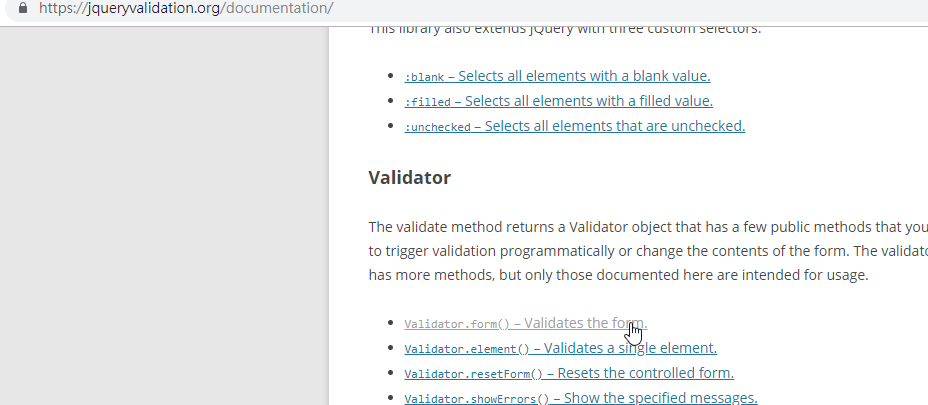 https://jqueryvalidation.org/documentation/
This library also extends jQuery with three custom selectors:
:blank – Selects all elements with a blank value.
:filled – Selects all elements with a filled value.
:unchecked – Selects all elements that are unchecked.
Validator
The validate method returns a Validator object that has a few public methods that you
to trigger validation programmatically or change the contents of the form. The validato
has more methods, but only those documented here are intended for usage.
Validator.form() – Validates the form.
Validator.element() – Validates a single element.
Validator.resetForm() – Resets the controlled form.
Validator.showErrors() – Show the specified messages.